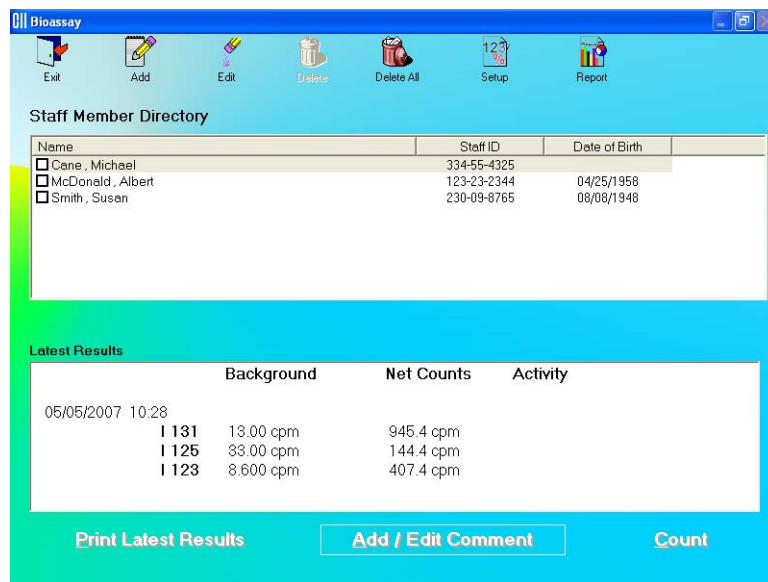 Bioassay
Exit Add Edit Delete Delete All Setup Report
Staff Member Directory
Name Staff ID Date of Birth
Cane , Michael 334-55-4325
McDonald , Albert 123-23-2344 04/25/1958
Smith , Susan 230-09-8765 08/08/1948
Latest Results
Background Net Counts Activity
05/05/2007 10:28
I 131 13.00 cpm 945.4 cpm
I 125 33.00 cpm 144.4 cpm
I 123 8.600 cpm 407.4 cpm
Print Latest Results Add / Edit Comment Count